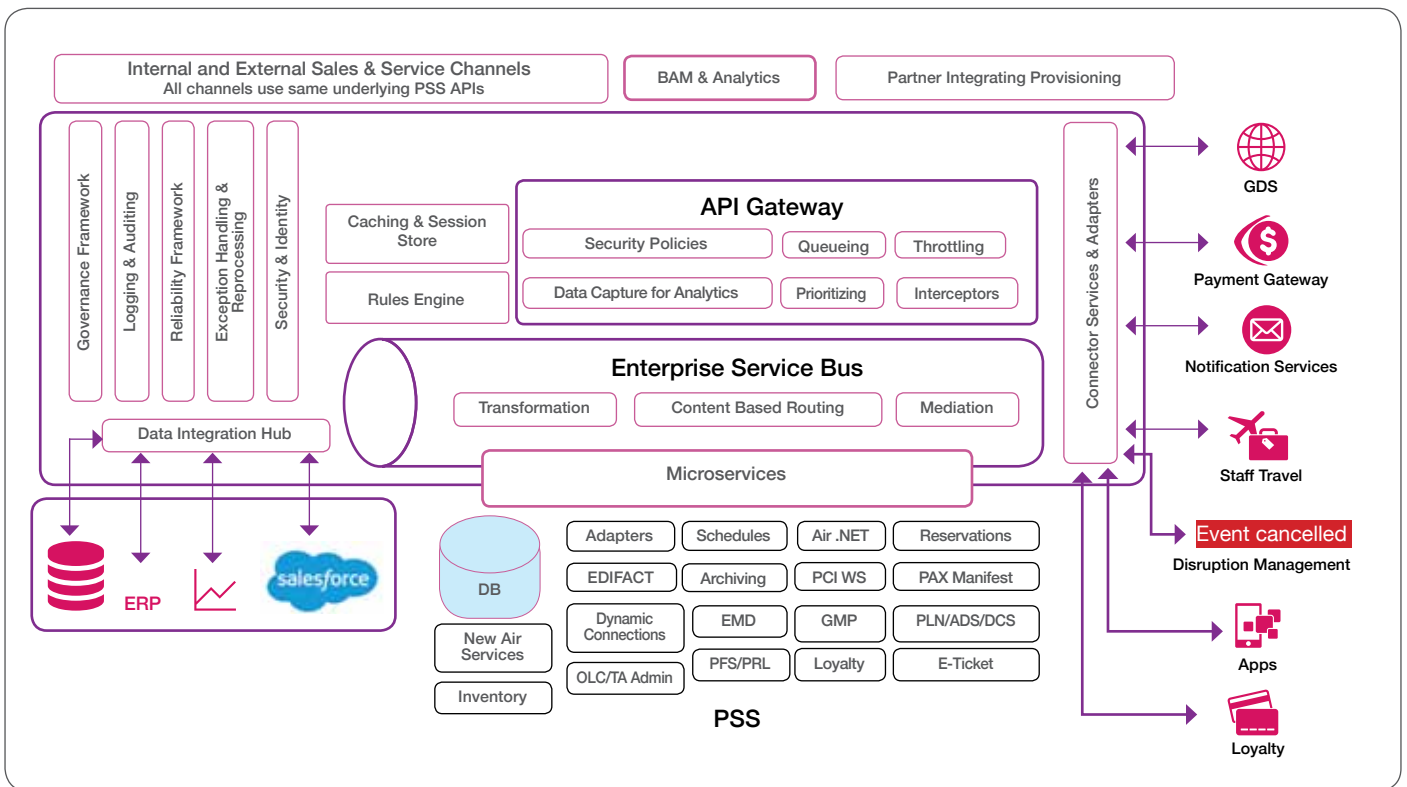 Internal and External Sales & Service Channels
All channels use same underlying PSS APIs
BAM & Analytics
Partner Integrating Provisioning
Governance Framework
Logging & Auditing
Reliability Framework
Exception Handling &
Reprocessing
Security & Identity
Caching & Session
Store
Rules Engine
API Gateway
Security Policies
Queueing
Throttling
Data Capture for Analytics
Prioritizing
Interceptors
Enterprise Service Bus
Transformation
Content Based Routing
Mediation
Microservices
Connector Services & Adapters
Data Integration Hub
ERP
salesforce
GDS
$
Payment Gateway
Notification Services
Staff Travel
Event cancelled
Disruption Management
Apps
Loyalty
DB
New Air
Services
Inventory
Adapters
Schedules
Air .NET
Reservations
EDIFACT
Archiving
PCI WS
PAX Manifest
Dynamic
Connections
EMD
GMP
PLN/ADS/DCS
OLC/TA Admin
PFS/PRL
Loyalty
E-Ticket
PSS